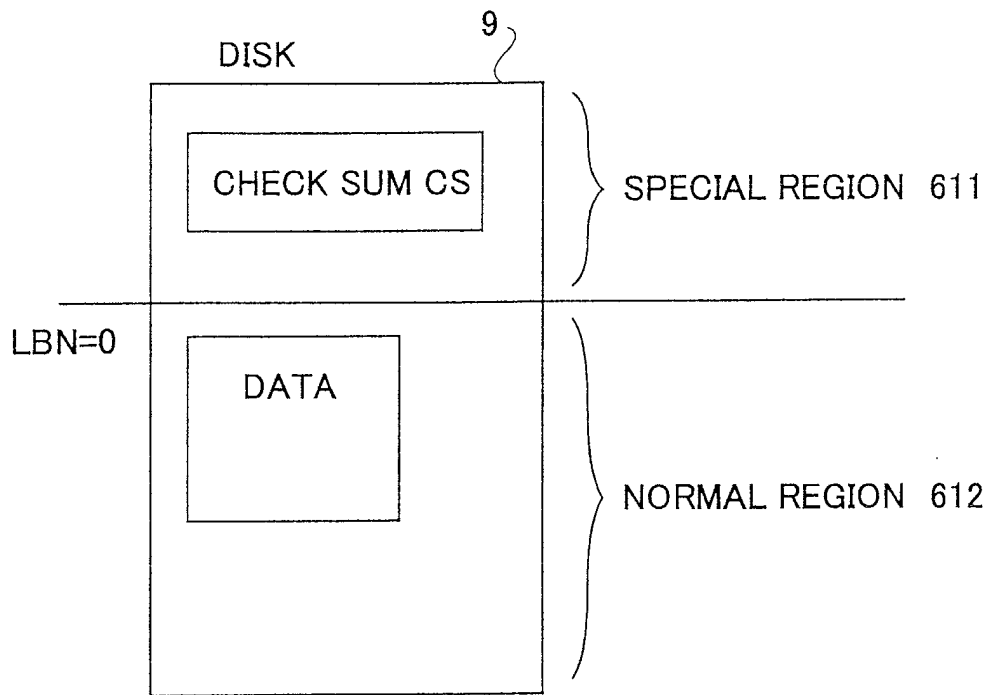 9
DISK
CHECK SUM CS
SPECIAL REGION 611
LBN=0
DATA
NORMAL REGION 612